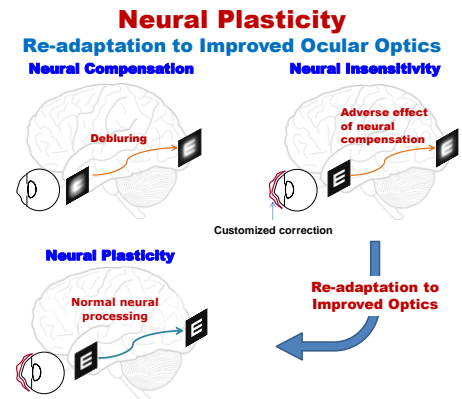 Neural Plasticity
Re-adaptation to Improved Ocular Optics
Neural Compensation
Debluring
E
E
Neural Insensitivity
Adverse effect
of neural
compensation
E
E
Customized correction
Neural Plasticity
Normal neural
processing
E
E
Re-adaptation to
Improved Optics